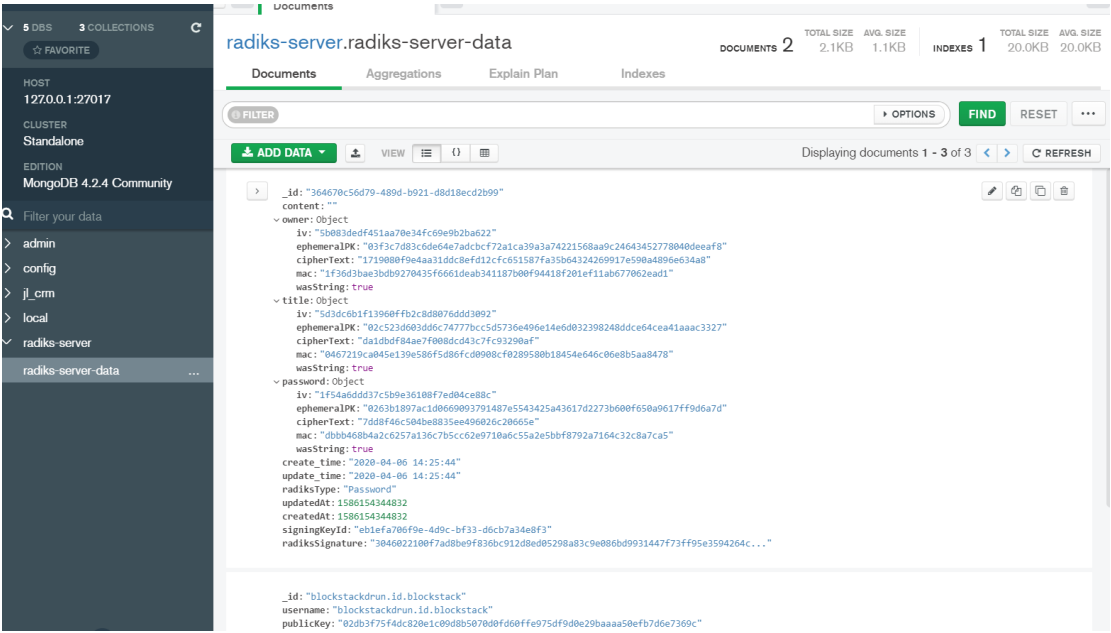 Documents
5 DBS 3 COLLECTIONS
FAVORITE
HOST
127.0.0.1:27017
CLUSTER
Standalone
EDITION
MongoDB 4.2.4 Community
Filter your data
admin
config
jl_crm
local
radiks-server
radiks-server-data ...
radiks-server.radiks-server-data
DOCUMENTS 2 TOTAL SIZE 2.1KB AVG. SIZE 1.1KB INDEXES 1 TOTAL SIZE 20.0KB AVG. SIZE 20.0KB
Documents Aggregations Explain Plan Indexes
FILTER OPTIONS FIND RESET ...
ADD DATA VIEW {} Displaying documents 1 - 3 of 3 < > REFRESH
_id: "364670c56d79-489d-b921-d8d18ecd2b99"
content: ""
owner: Object
iv: "5b083dedf451aa70e34fc69e9b2ba622"
ephemeralPK: "03f3c7d83c6de64e7adcbcf72a1ca39a3a74221568aa9c24643452778040deeaf8"
cipherText: "1719080f9e4aa31ddc8efd12cfc651587fa35b64324269917e590a4896e634a8"
mac: "1f36d3bae3bdb9270435f6661deab341187b00f94418f201ef11ab677062ead1"
wasString: true
title: Object
iv: "5d3dc6b1f13960ffb2c8d8076ddd3092"
ephemeralPK: "02c523d603dd6c74777bcc5d5736e496e14e6d032398248ddce64cea41aaac3327"
cipherText: "da1dbdf84ae7f008dcd43c7fc93290af"
mac: "0467219ca045e139e586f5d86fcd0908cf0289580b18454e646c06e8b5aa8478"
wasString: true
password: Object
iv: "1f54a6ddd37c5b9e36108f7ed04ce88c"
ephemeralPK: "0263b1897ac1d0669093791487e5543425a43617d2273b600f650a9617ff9d6a7d"
cipherText: "7dd8f46c504be8835ee496026c20665e"
mac: "dbbb468b4a2c6257a136c7b5cc62e9710a6c55a2e5bbf8792a7164c32c8a7ca5"
wasString: true
create_time: "2020-04-06 14:25:44"
update_time: "2020-04-06 14:25:44"
radiksType: "Password"
updatedAt: 1586154344832
createdAt: 1586154344832
signingKeyId: "eb1efa706f9e-4d9c-bf33-d6cb7a34e8f3"
radiksSignature: "3046022100f7ad8be9f836bc912d8ed05298a83c9e086bd9931447f73ff95e3594264c..."
_id: "blockstackdrun.id.blockstack"
username: "blockstackdrun.id.blockstack"
publicKey: "02db3f75f4dc820e1c09d8b5070d0fd60ffe975df9d0e29baaaa50efb7d6e7369c"